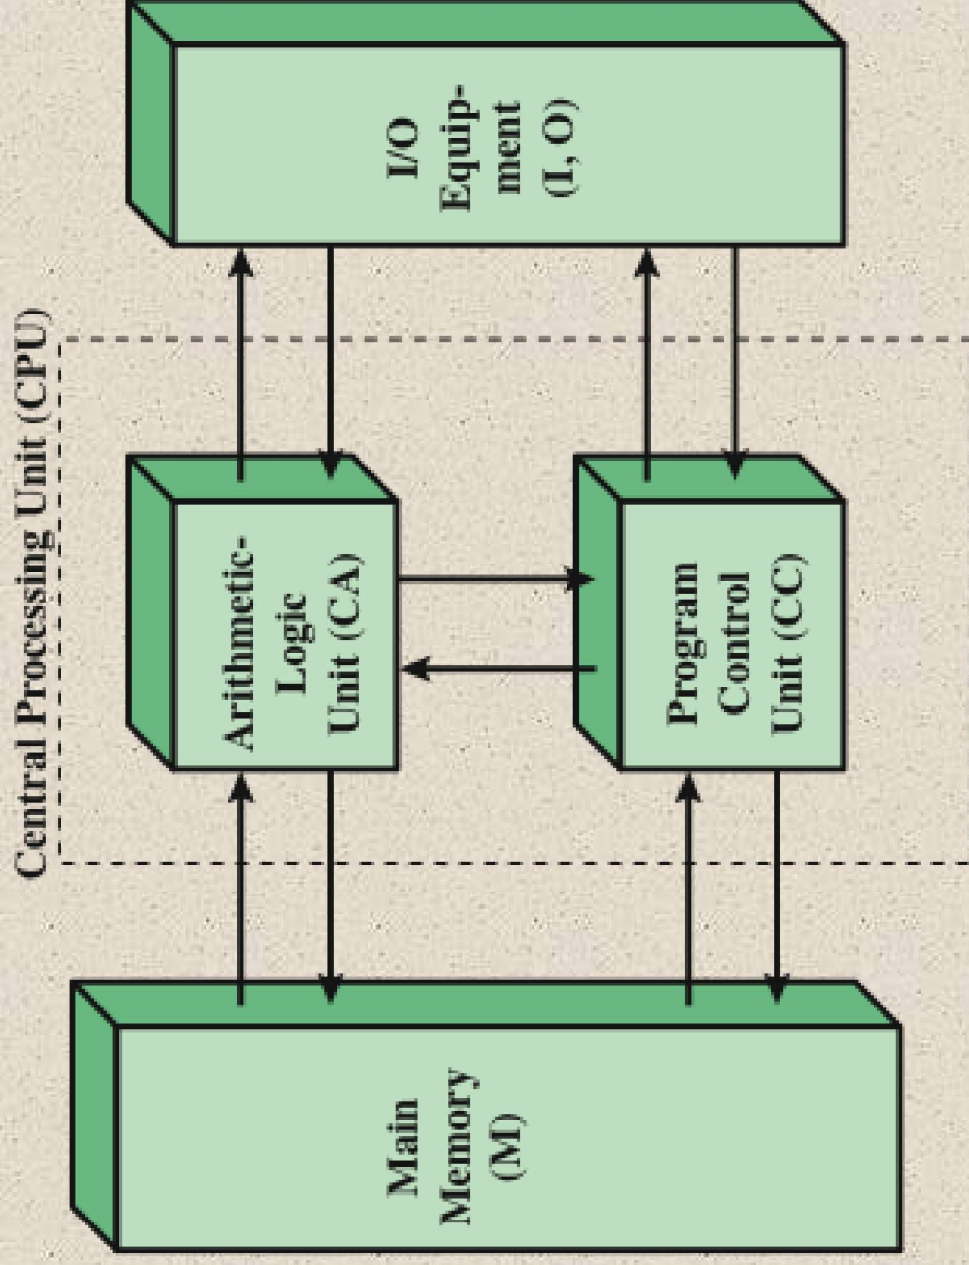 Central Processing Unit (CPU)
Main
Memory
(M)
Arithmetic-
Logic
Unit (CA)
Program
Control
Unit (CC)
I/O
Equip-
ment
(I, O)